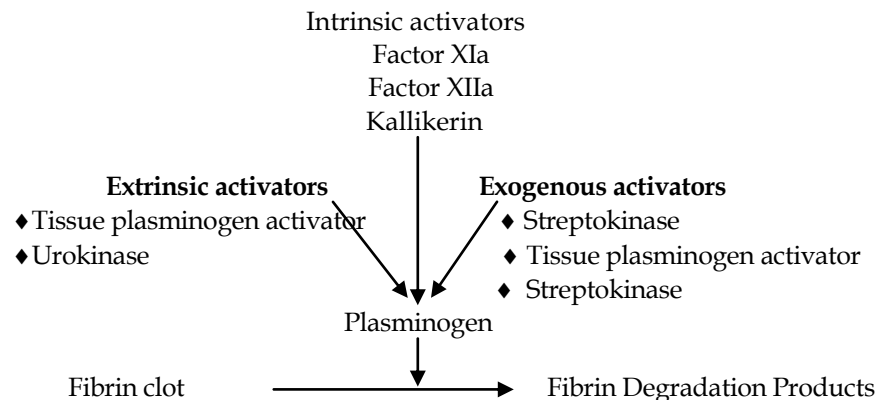 Intrinsic activators
Factor XIa
Factor XIIa
Kallikerin
Extrinsic activators
♦Tissue plasminogen activator
♦Urokinase
Exogenous activators
♦ Streptokinase
♦ Tissue plasminogen activator
♦ Streptokinase
Plasminogen
Fibrin clot
Fibrin Degradation Products